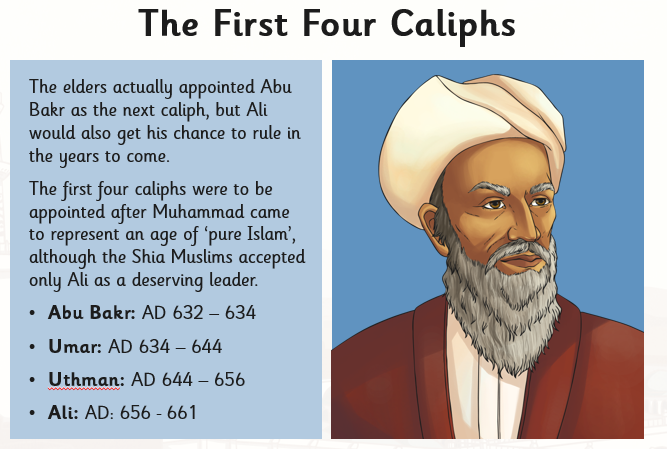 The First Four Caliphs
The elders actually appointed Abu
Bakr as the next caliph, but Ali
would also get his chance to rule in
the years to come.
The first four caliphs were to be
appointed after Muhammad came
to represent an age of ‘pure Islam’,
although the Shia Muslims accepted
only Ali as a deserving leader.
• Abu Bakr: AD 632 – 634
• Umar: AD 634 – 644
• Uthman: AD 644 – 656
• Ali: AD: 656 - 661